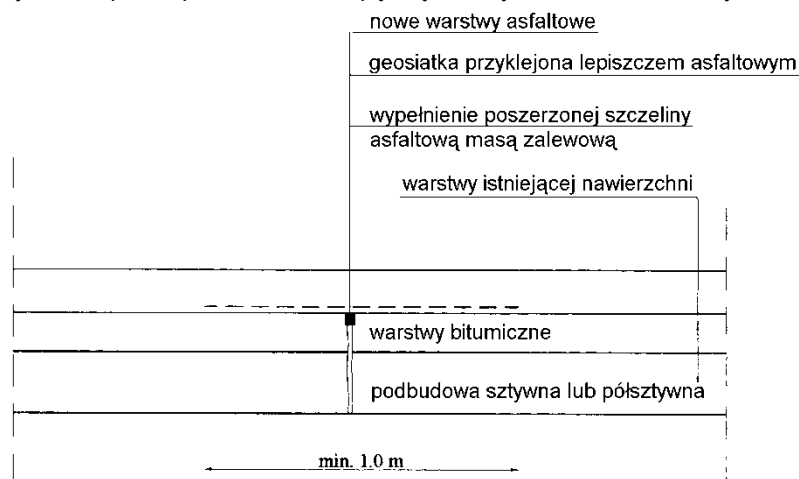 nowe warstwy asfaltowe
geosiatka przyklejona lepiszczem asfaltowym
wypełnienie poszerzonej szczeliny
asfaltową masą zalewową
warstwy istniejącej nawierzchni
warstwy bitumiczne
podbudowa sztywna lub półsztywna
min. 1.0 m